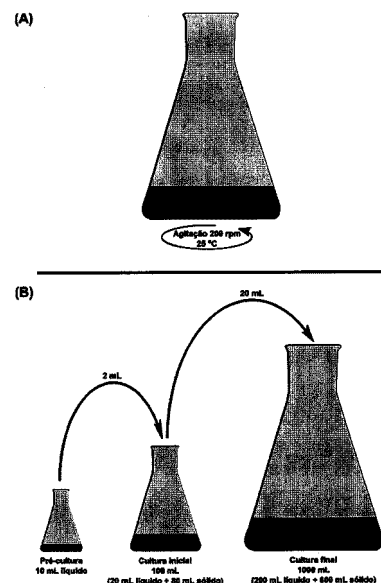 (A)
Agitação 200 rpm
25 °C
(B)
20 mL
2 mL
Pré-cultura
10 mL líquido
Cultura inicial
100 mL
(20 mL líquido + 80 mL sólido)
Cultura final
1000 mL
(200 mL líquido + 800 mL sólido)